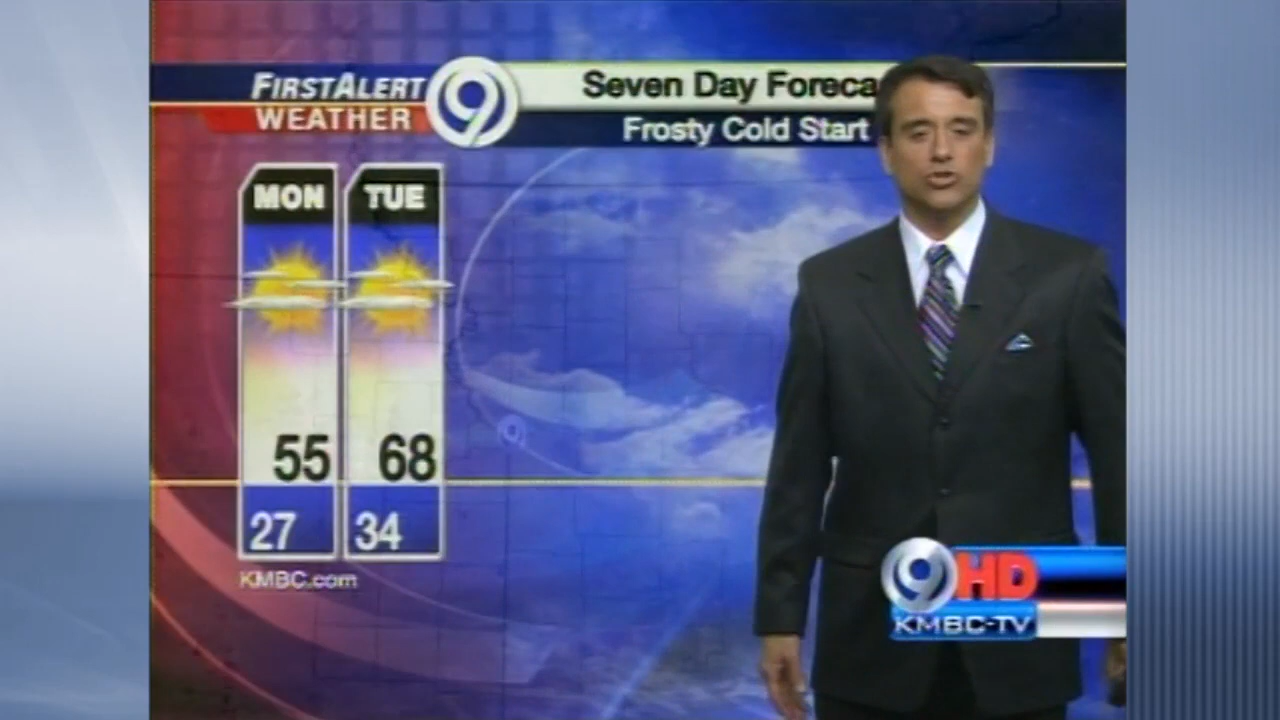 FIRSTALERT
WEATHER
9
Seven Day Foreca
Frosty Cold Start
MON
TUE
55
68
27
34
KMBC.com
9HD
KMBC-TV